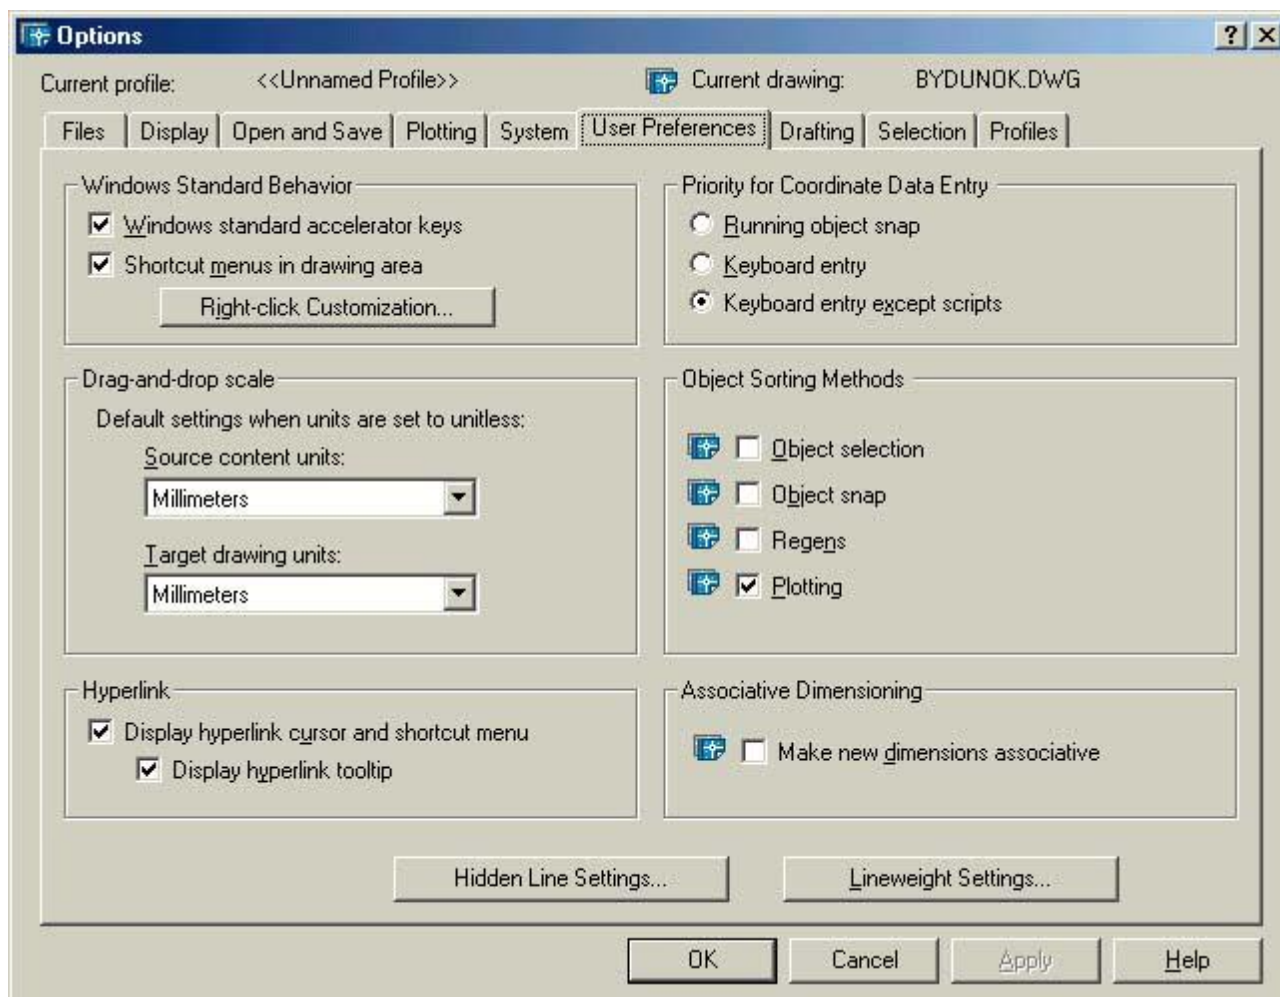 Options
Current profile: <<Unnamed Profile>> Current drawing: BYDUNOK.DWG
Files Display Open and Save Plotting System User Preferences Drafting Selection Profiles
Windows Standard Behavior
Windows standard accelerator keys
Shortcut menus in drawing area
Right-click Customization...
Priority for Coordinate Data Entry
Running object snap
Keyboard entry
Keyboard entry except scripts
Drag-and-drop scale
Default settings when units are set to unitless:
Source content units:
Millimeters
Target drawing units:
Millimeters
Object Sorting Methods
Object selection
Object snap
Regens
Plotting
Hyperlink
Display hyperlink cursor and shortcut menu
Display hyperlink tooltip
Associative Dimensioning
Make new dimensions associative
Hidden Line Settings... Lineweight Settings...
OK Cancel Apply Help